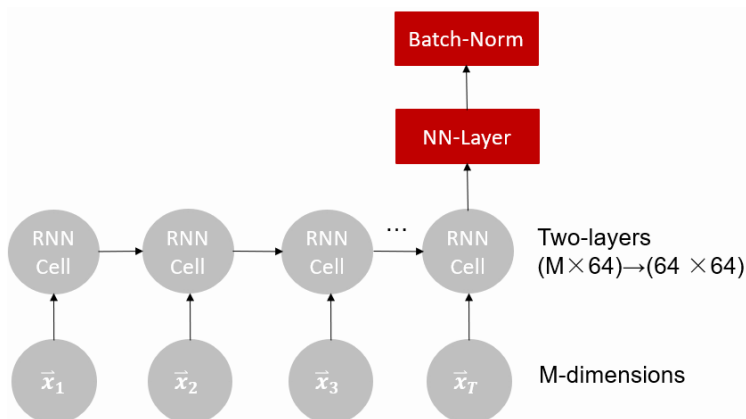 Batch-Norm
NN-Layer
RNN Cell
RNN Cell
RNN Cell
...
RNN Cell
Two-layers
(M×64)→(64 ×64)
x⃗₁
x⃗₂
x⃗₃
x⃗_T
M-dimensions